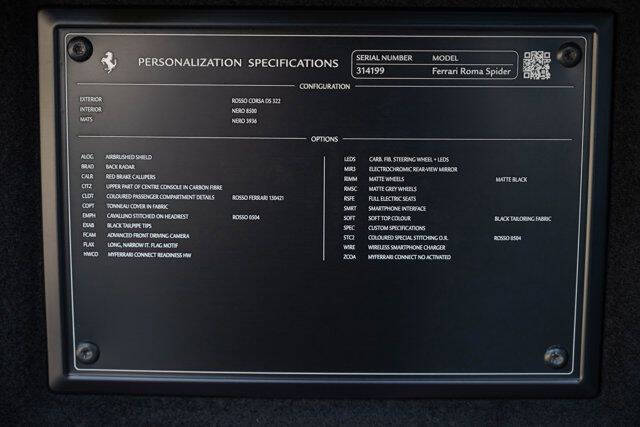 PERSONALIZATION SPECIFICATIONS
SERIAL NUMBER MODEL
314199 Ferrari Roma Spider
CONFIGURATION
EXTERIOR ROSSO CORSA DS 322
INTERIOR NERO 8500
MATS NERO 3936
OPTIONS
ALOG AIRBRUSHED SHIELD
BRAD BACK RADAR
CALR RED BRAKE CALLIPERS
CITZ UPPER PART OF CENTRE CONSOLE IN CARBON FIBRE
CLDT COLOURED PASSENGER COMPARTMENT DETAILS ROSSO FERRARI 130421
COPT TONNEAU COVER IN FABRIC
EMPH CAVALLINO STITCHED ON HEADREST ROSSO 0504
EXAB BLACK TAILPIPE TIPS
FCAM ADVANCED FRONT DRIVING CAMERA
FLAX LONG, NARROW IT. FLAG MOTIF
HWCD MYFERRARI CONNECT READINESS HW
LEDS CARB. FIB. STEERING WHEEL + LEDS
MIR3 ELECTROCHROMIC REAR-VIEW MIRROR
RIMM MATTE WHEELS MATTE BLACK
RMSC MATTE GREY WHEELS
RSFE FULL ELECTRIC SEATS
SMRT SMARTPHONE INTERFACE
SOFT SOFT TOP COLOUR BLACK TAILORING FABRIC
SPEC CUSTOM SPECIFICATIONS
STC2 COLOURED SPECIAL STITCHING O.R. ROSSO 0504
WIRE WIRELESS SMARTPHONE CHARGER
ZCOA MYFERRARI CONNECT NO ACTIVATED